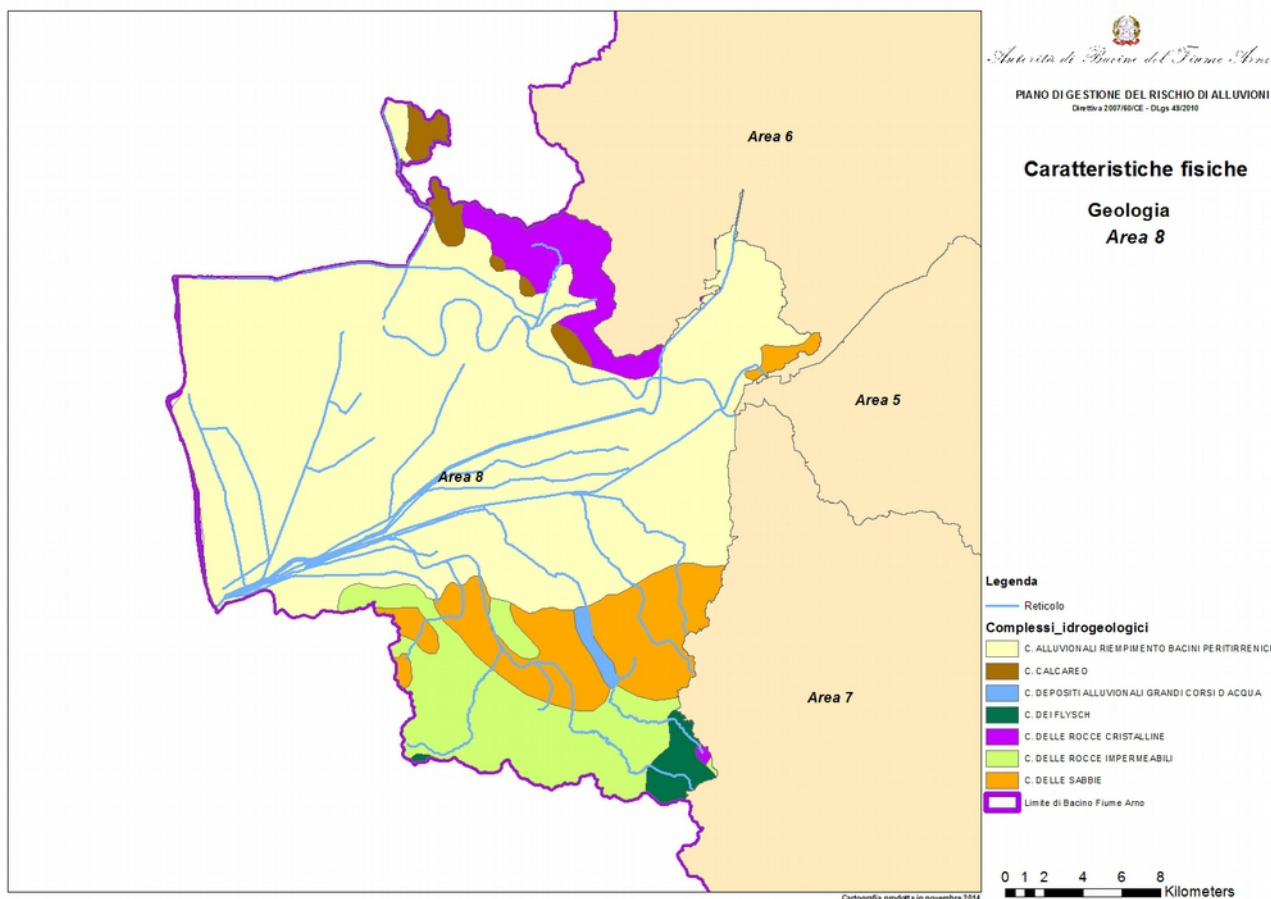 Autorità di Bacino del Fiume Arno
PIANO DI GESTIONE DEL RISCHIO DI ALLUVIONI
Direttiva 2007/60/CE - DLgs 49/2010
Caratteristiche fisiche
Geologia
Area 8
Area 6
Area 5
Area 8
Area 7
Legenda
Reticolo
Complessi_idrogeologici
C. ALLUVIONALI RIEMPIMENTO BACINI PERITIRRENICI
C. CALCAREO
C. DEPOSITI ALLUVIONALI GRANDI CORSI D ACQUA
C. DEI FLYSCH
C. DELLE ROCCE CRISTALLINE
C. DELLE ROCCE IMPERMEABILI
C. DELLE SABBIE
Limite di Bacino Fiume Arno
0 1 2 4 6 8
Kilometers
Cartografia prodotta in novembre 2014